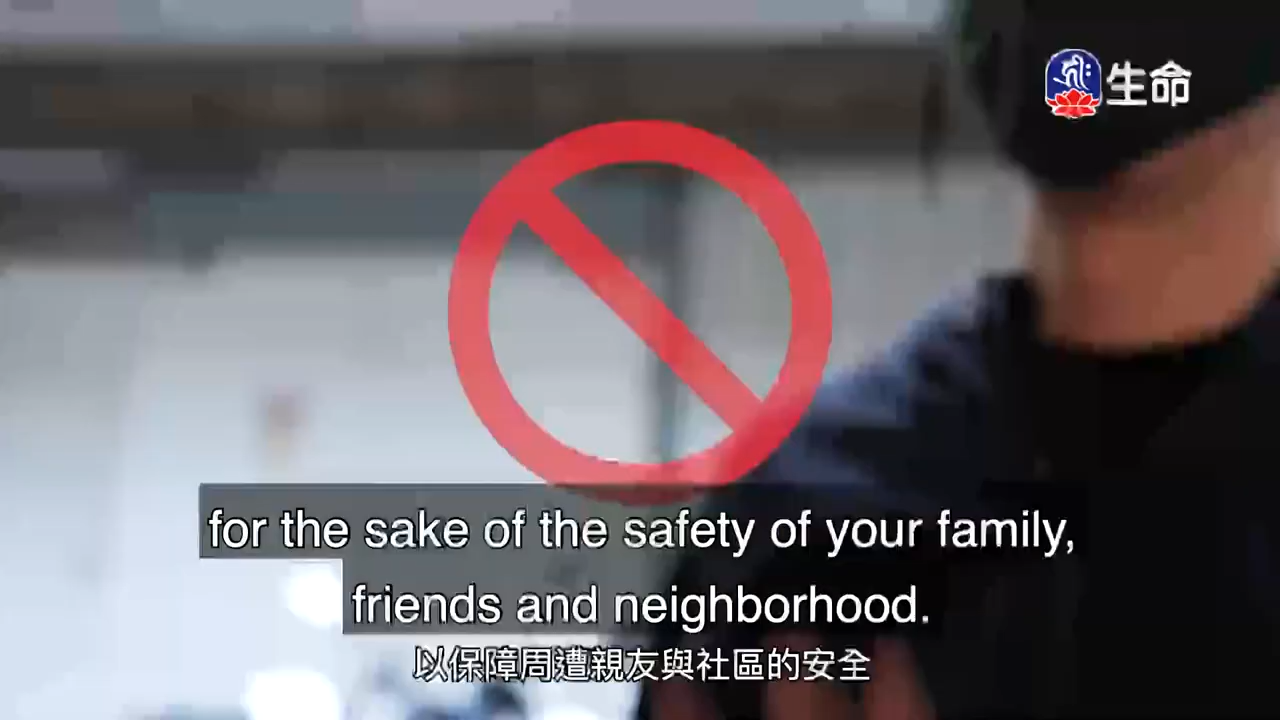 生命
for the sake of the safety of your family,
friends and neighborhood.
以保障周遭親友與社區的安全